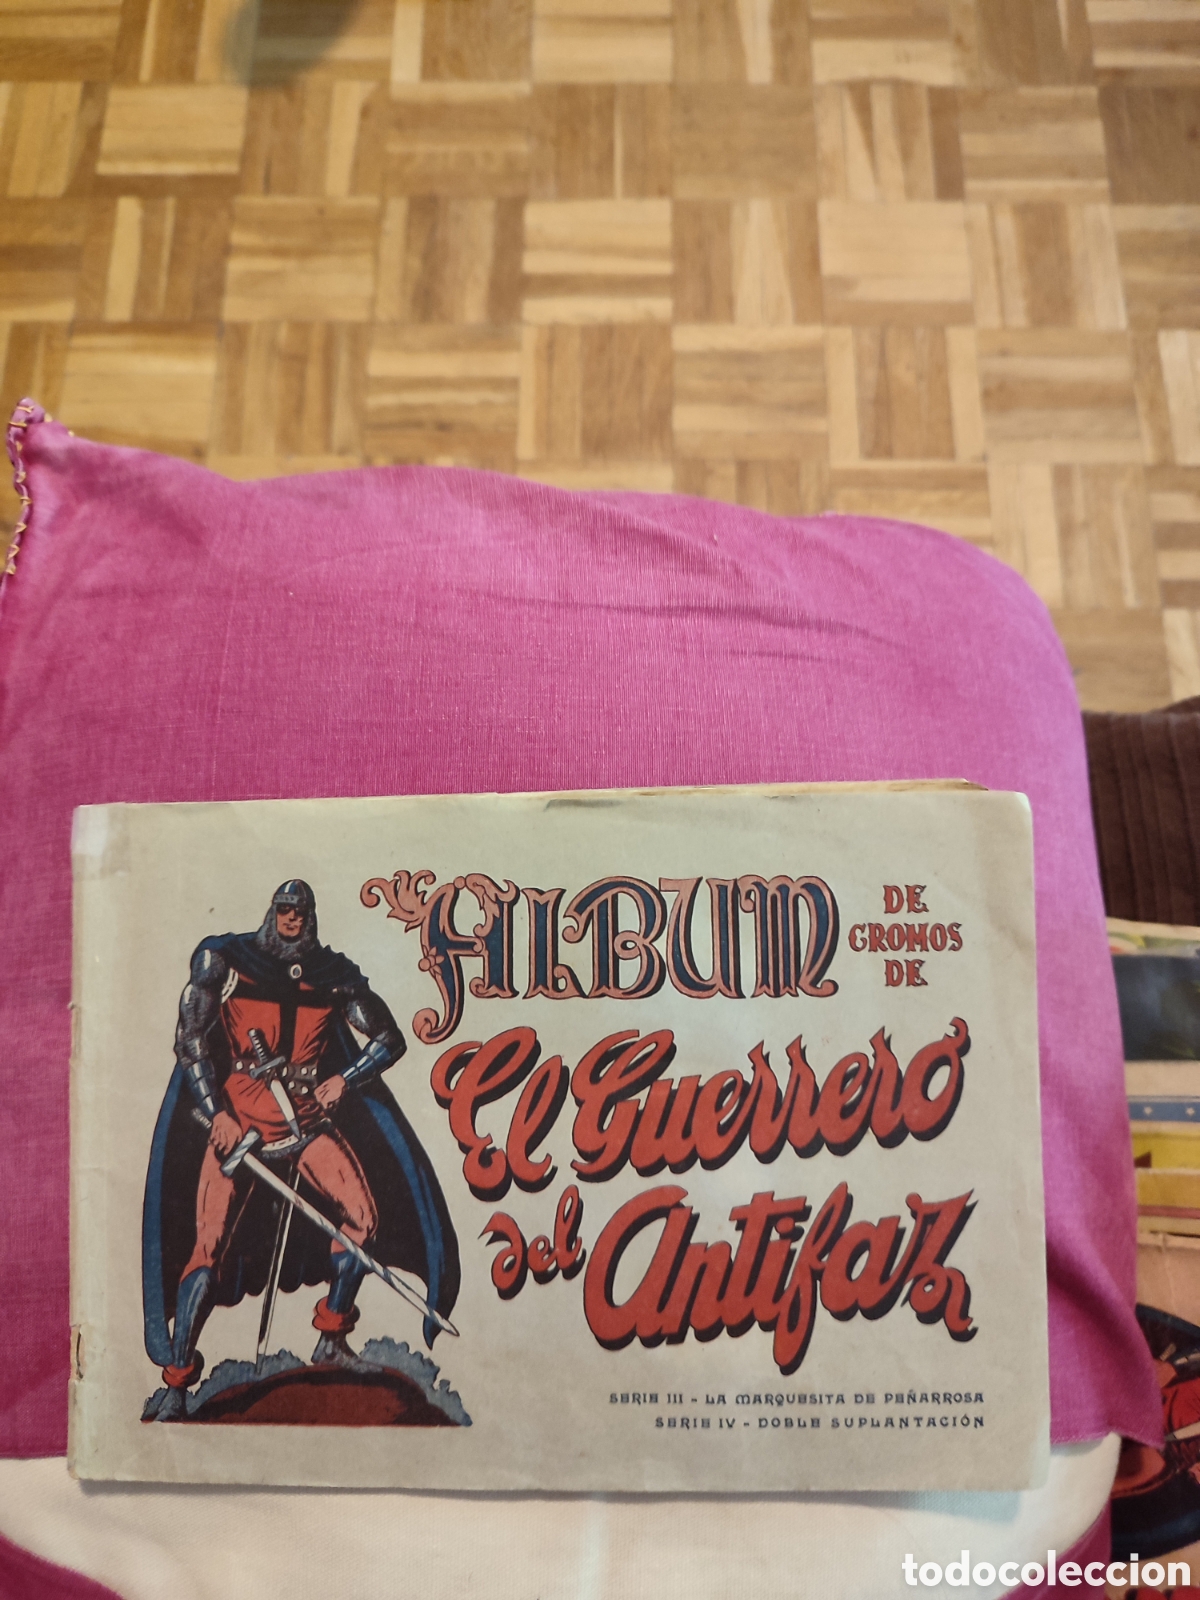 ALBUM
DE
CROMOS
DE
El Guerrero
del Antifaz
SERIE III - LA MARQUESITA DE PEÑARROSA
SERIE IV - DOBLE SUPLANTACIÓN
todocoleccion